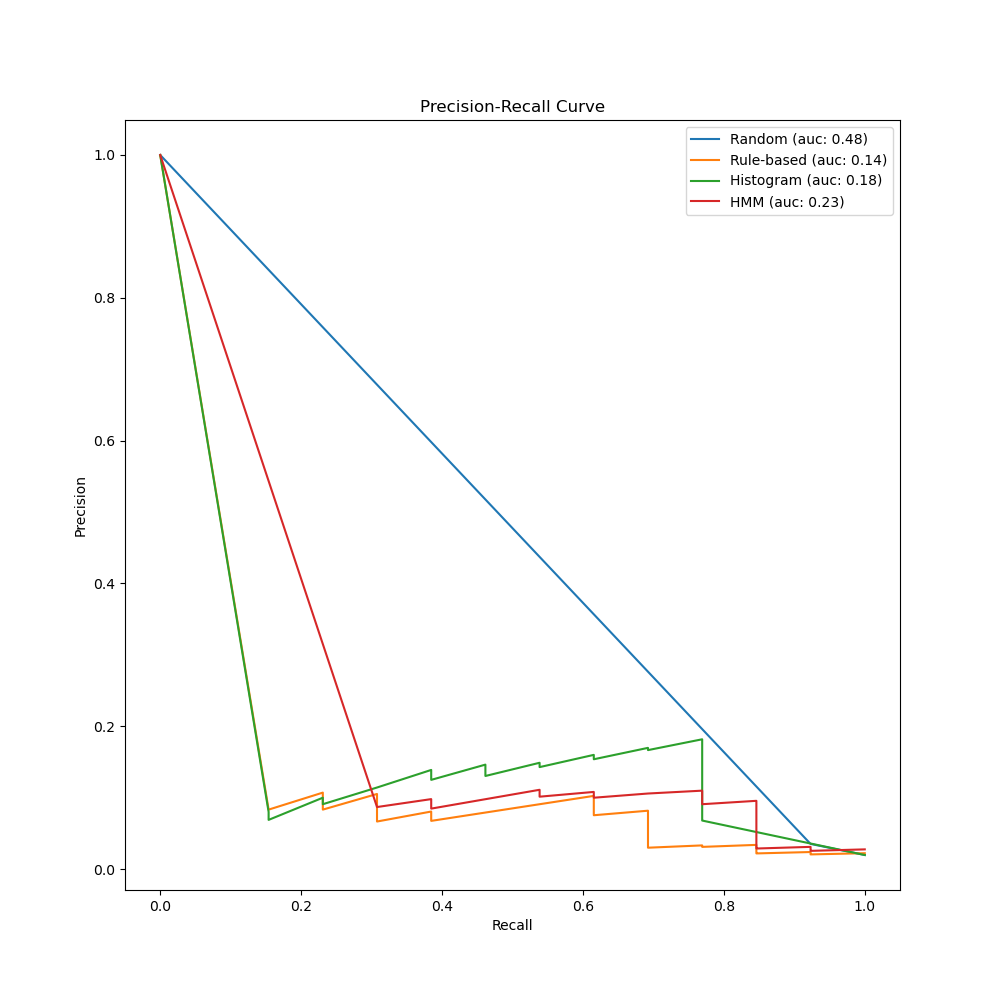 Precision-Recall Curve
Random (auc: 0.48)
Rule-based (auc: 0.14)
Histogram (auc: 0.18)
HMM (auc: 0.23)
1.0
0.8
0.6
0.4
0.2
0.0
Precision
0.0 0.2 0.4 0.6 0.8 1.0
Recall